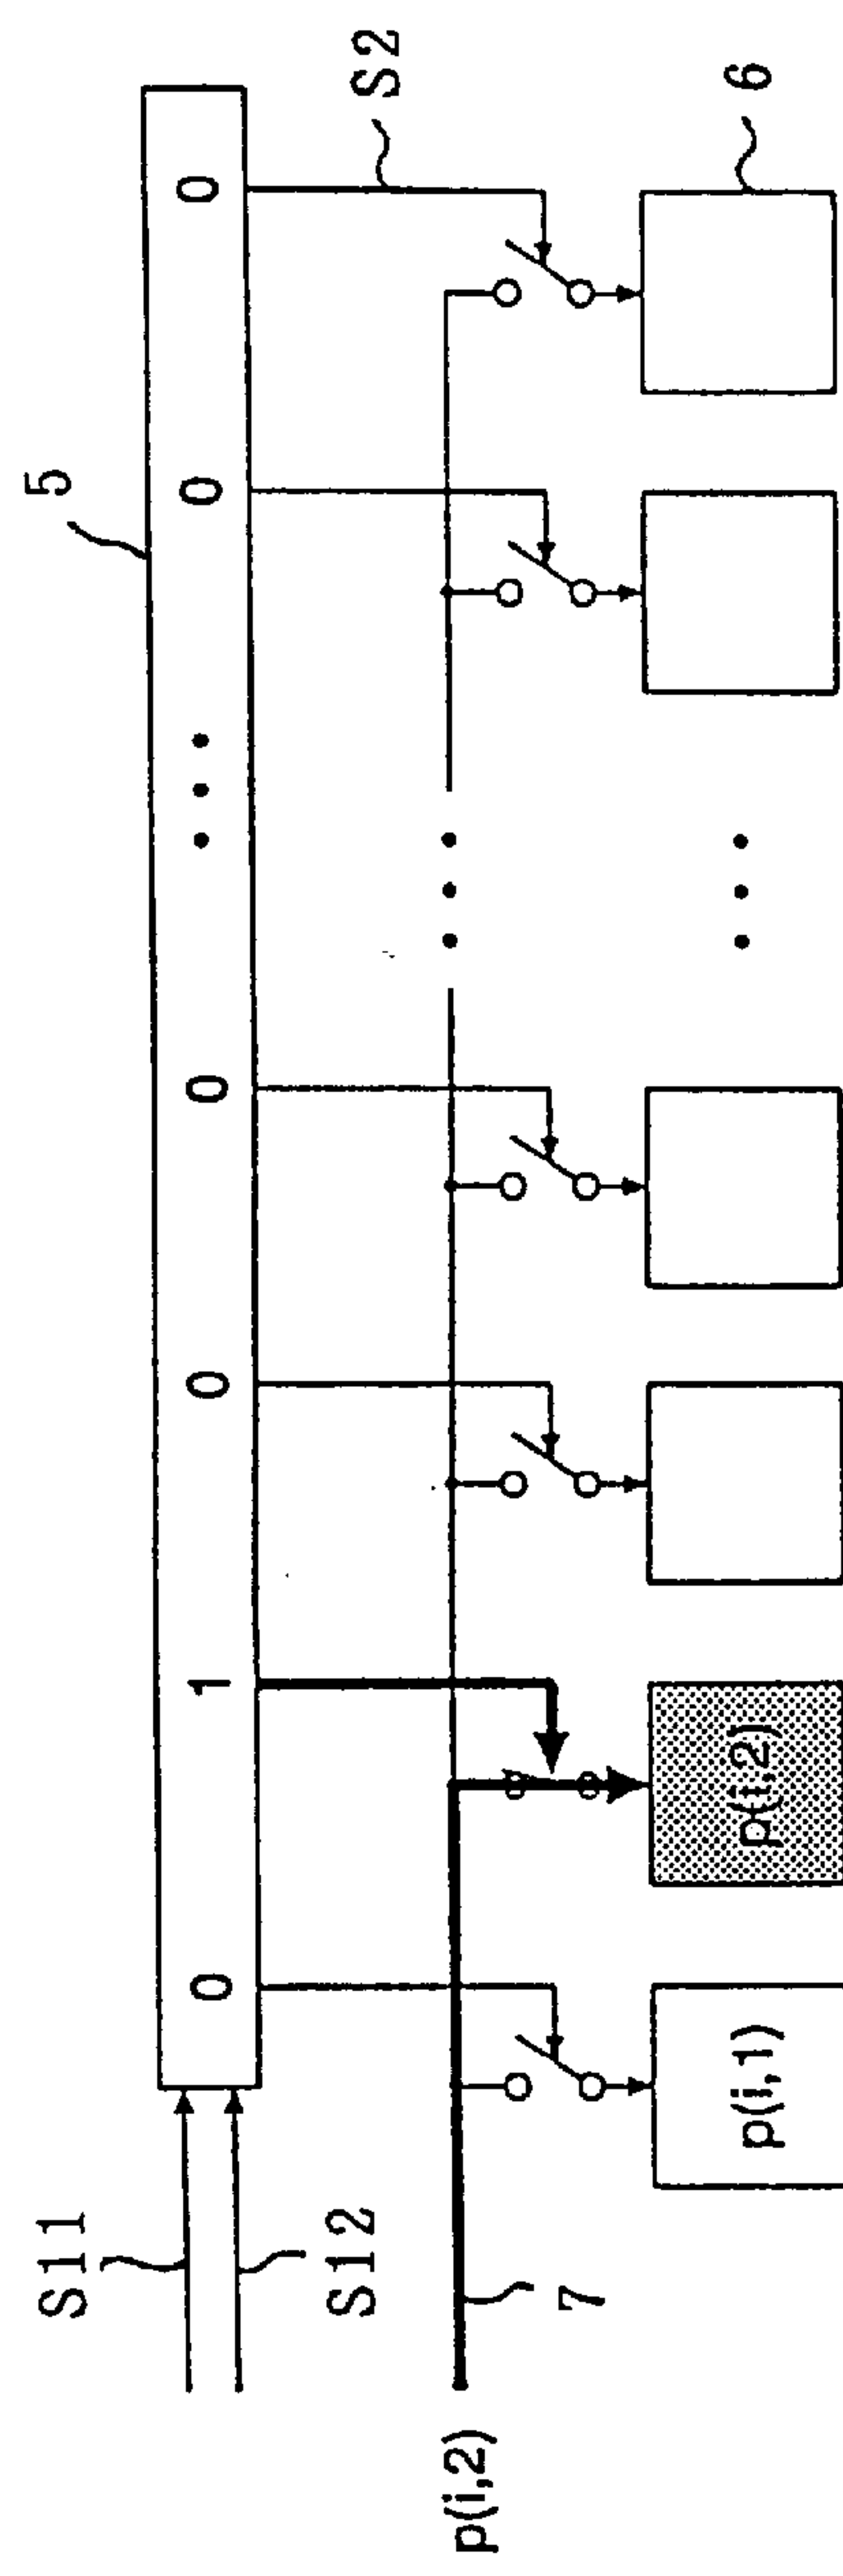 5
S11
S12
0 1 0 0 ••• 0 0
S2
p(i,2)
7
••• 
p(i,1) p(i,2) •••
6